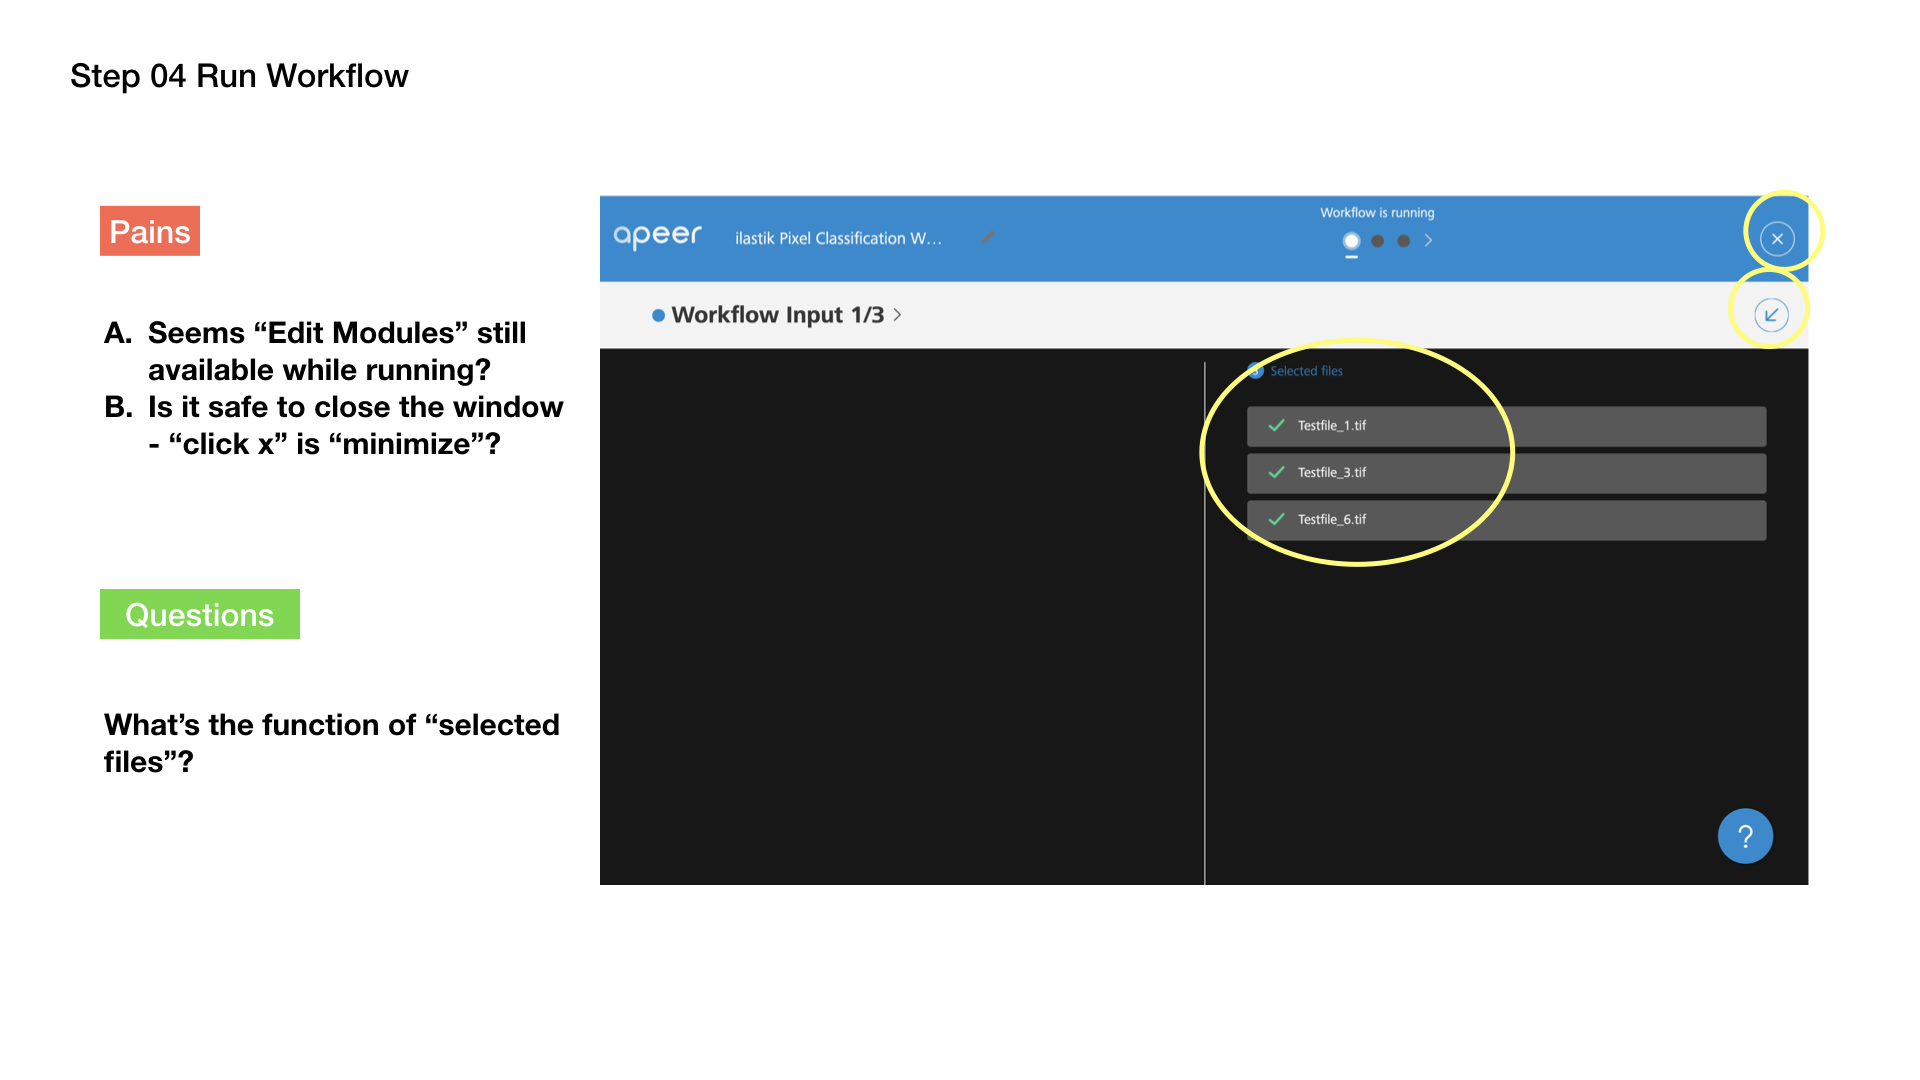 Step 04 Run Workflow
Pains
A. Seems “Edit Modules” still
available while running?
B. Is it safe to close the window
- “click x” is “minimize”?
Questions
What’s the function of “selected
files”?
apeer
ilastik Pixel Classification W...
Workflow is running
Workflow Input 1/3 >
Selected files
Testfile_1.tif
Testfile_3.tif
Testfile_6.tif
?